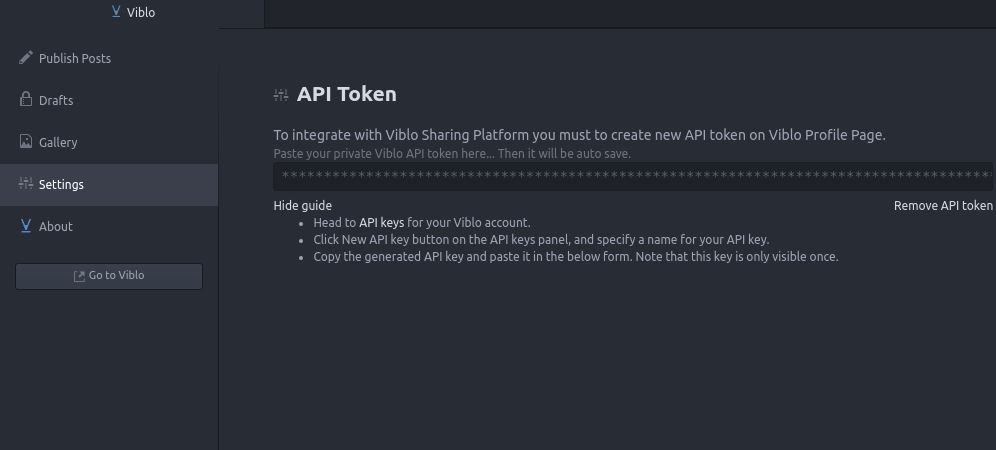 Viblo
Publish Posts
Drafts
Gallery
Settings
About
Go to Viblo
API Token
To integrate with Viblo Sharing Platform you must to create new API token on Viblo Profile Page.
Paste your private Viblo API token here... Then it will be auto save.
*************************************************************************************
Hide guide
Remove API token
Head to API keys for your Viblo account.
Click New API key button on the API keys panel, and specify a name for your API key.
Copy the generated API key and paste it in the below form. Note that this key is only visible once.